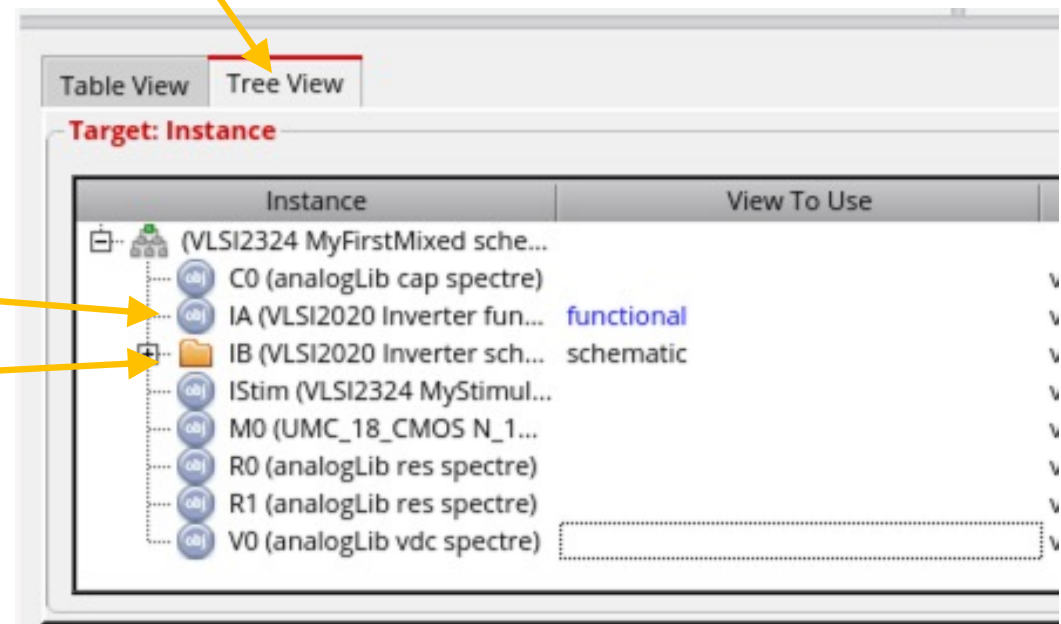 Table View Tree View
Target: Instance
Instance View To Use
(VLSI2324 MyFirstMixed sche...
C0 (analogLib cap spectre)
IA (VLSI2020 Inverter fun... functional
IB (VLSI2020 Inverter sch... schematic
IStim (VLSI2324 MyStimul...
M0 (UMC_18_CMOS N_1...
R0 (analogLib res spectre)
R1 (analogLib res spectre)
V0 (analogLib vdc spectre)